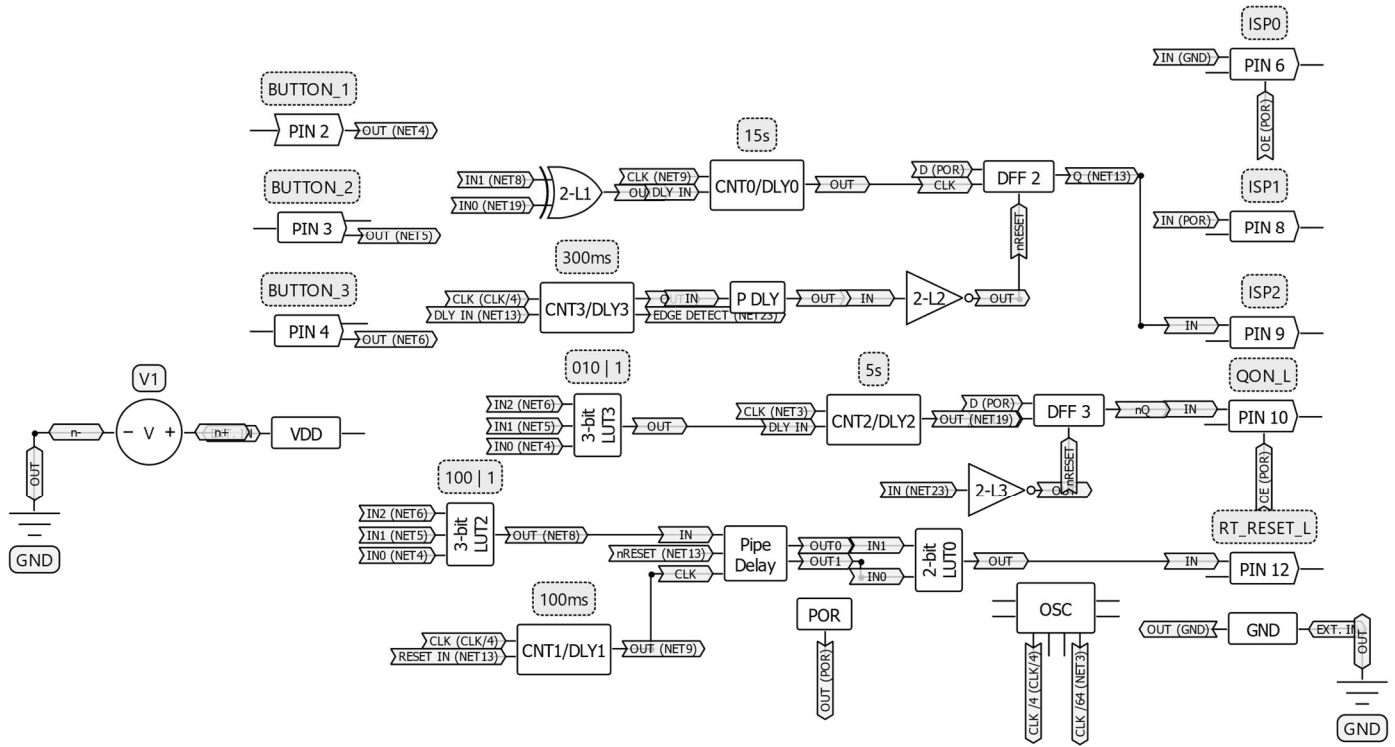 ISP0
IN (GND)
PIN 6
OE (POR)
BUTTON_1
PIN 2
OUT (NET4)
15s
IN1 (NET8)
IN0 (NET19)
2-L1
CLK (NET9)
DLY IN
CNT0/DLY0
OUT
D (POR)
CLK
DFF 2
Q (NET13)
nRESET
BUTTON_2
PIN 3
OUT (NET5)
ISP1
IN (POR)
PIN 8
300ms
CLK (CLK/4)
DLY IN (NET13)
CNT3/DLY3
IN
EDGE DETECT (NET23)
P DLY
OUT
IN
2-L2
OUT
BUTTON_3
PIN 4
OUT (NET6)
ISP2
IN
PIN 9
V1
n-
- V +
n+
VDD
OUT
GND
010 | 1
IN2 (NET6)
IN1 (NET5)
IN0 (NET4)
3-bit
LUT3
OUT
5s
CLK (NET3)
DLY IN
CNT2/DLY2
OUT (NET19)
D (POR)
DFF 3
nQ
IN
nRESET
IN (NET23)
2-L3
QON_L
PIN 10
OE (POR)
100 | 1
IN2 (NET6)
IN1 (NET5)
IN0 (NET4)
3-bit
LUT2
OUT (NET8)
IN
nRESET (NET13)
CLK
Pipe
Delay
OUT0
OUT1
IN1
IN0
2-bit
LUT0
OUT
RT_RESET_L
IN
PIN 12
100ms
CLK (CLK/4)
RESET IN (NET13)
CNT1/DLY1
OUT (NET9)
POR
OUT (POR)
OSC
CLK /4 (CLK/4)
CLK /64 (NET3)
OUT (GND)
GND
EXT. IN
OUT
GND